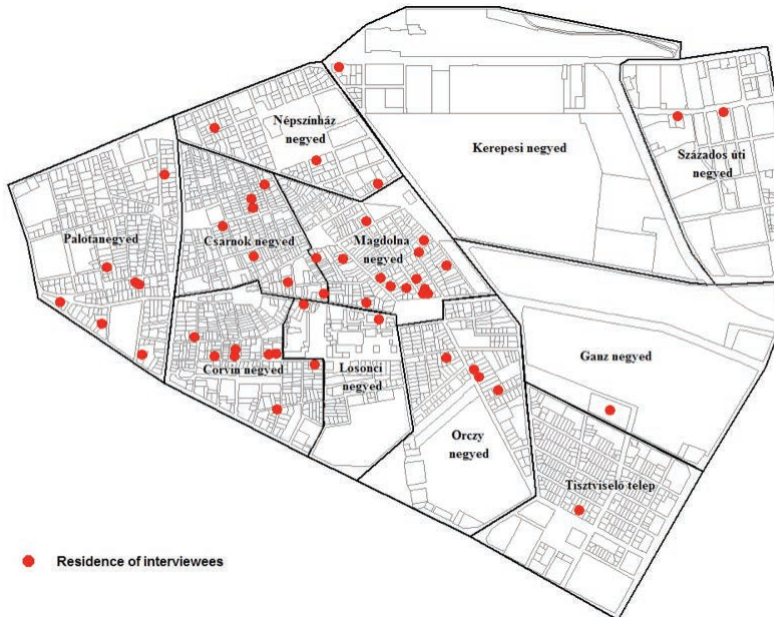 Népszínház
negyed
Kerepesi negyed
Százados úti
negyed
Palotanegyed
Csarnok negyed
Magdolna
negyed
Corvin negyed
Losonci
negyed
Ganz negyed
Orczy
negyed
Tisztviselő telep
Residence of interviewees